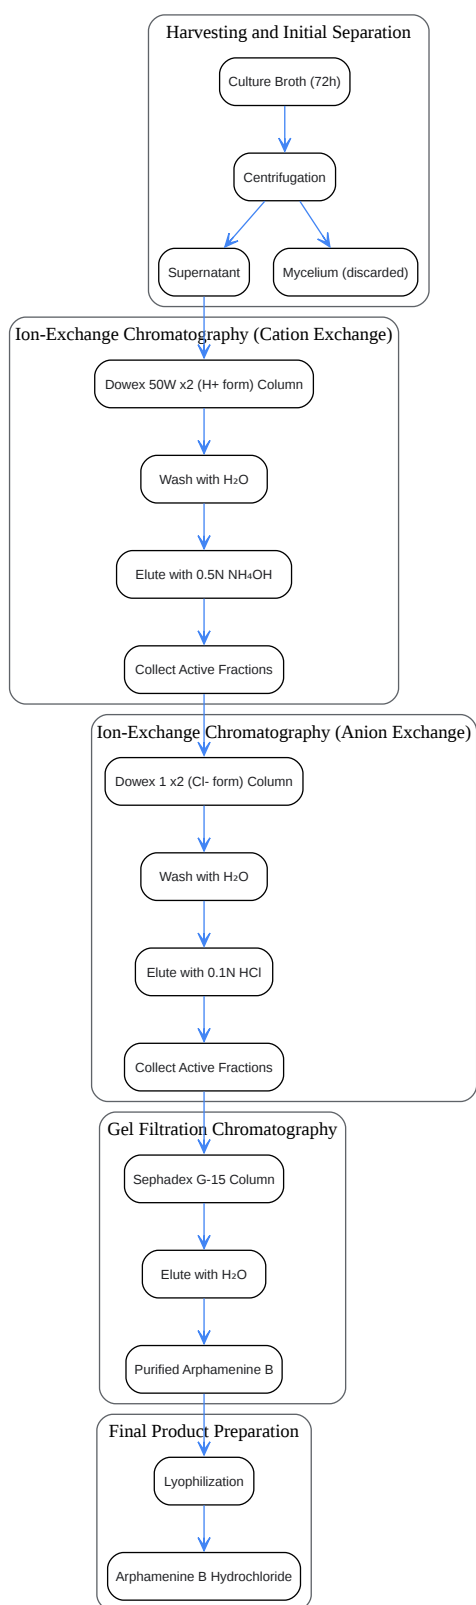 Harvesting and Initial Separation
Culture Broth (72h)
Centrifugation
Supernatant
Mycelium (discarded)
Ion-Exchange Chromatography (Cation Exchange)
Dowex 50W x2 (H+ form) Column
Wash with H₂O
Elute with 0.5N NH₄OH
Collect Active Fractions
Ion-Exchange Chromatography (Anion Exchange)
Dowex 1 x2 (Cl- form) Column
Wash with H₂O
Elute with 0.1N HCl
Collect Active Fractions
Gel Filtration Chromatography
Sephadex G-15 Column
Elute with H₂O
Purified Arphamenine B
Final Product Preparation
Lyophilization
Arphamenine B Hydrochloride